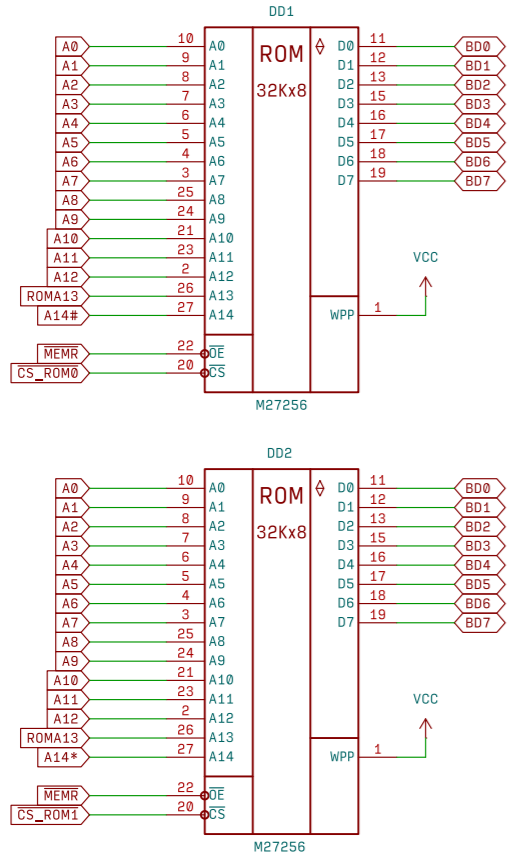 DD1
A0 10 A0 ROM D0 11 BD0
A1 9 A1 D1 12 BD1
A2 8 A2 32Kx8 D2 13 BD2
A3 7 A3 D3 15 BD3
A4 6 A4 D4 16 BD4
A5 5 A5 D5 17 BD5
A6 4 A6 D6 18 BD6
A7 3 A7 D7 19 BD7
A8 25 A8
A9 24 A9
A10 21 A10
A11 23 A11 VCC
A12 2 A12
ROMA13 26 A13
A14# 27 A14 WPP 1
MEMR 22 OE
CS_ROM0 20 CS
M27256
DD2
A0 10 A0 ROM D0 11 BD0
A1 9 A1 D1 12 BD1
A2 8 A2 32Kx8 D2 13 BD2
A3 7 A3 D3 15 BD3
A4 6 A4 D4 16 BD4
A5 5 A5 D5 17 BD5
A6 4 A6 D6 18 BD6
A7 3 A7 D7 19 BD7
A8 25 A8
A9 24 A9
A10 21 A10
A11 23 A11 VCC
A12 2 A12
ROMA13 26 A13
A14* 27 A14 WPP 1
MEMR 22 OE
CS_ROM1 20 CS
M27256